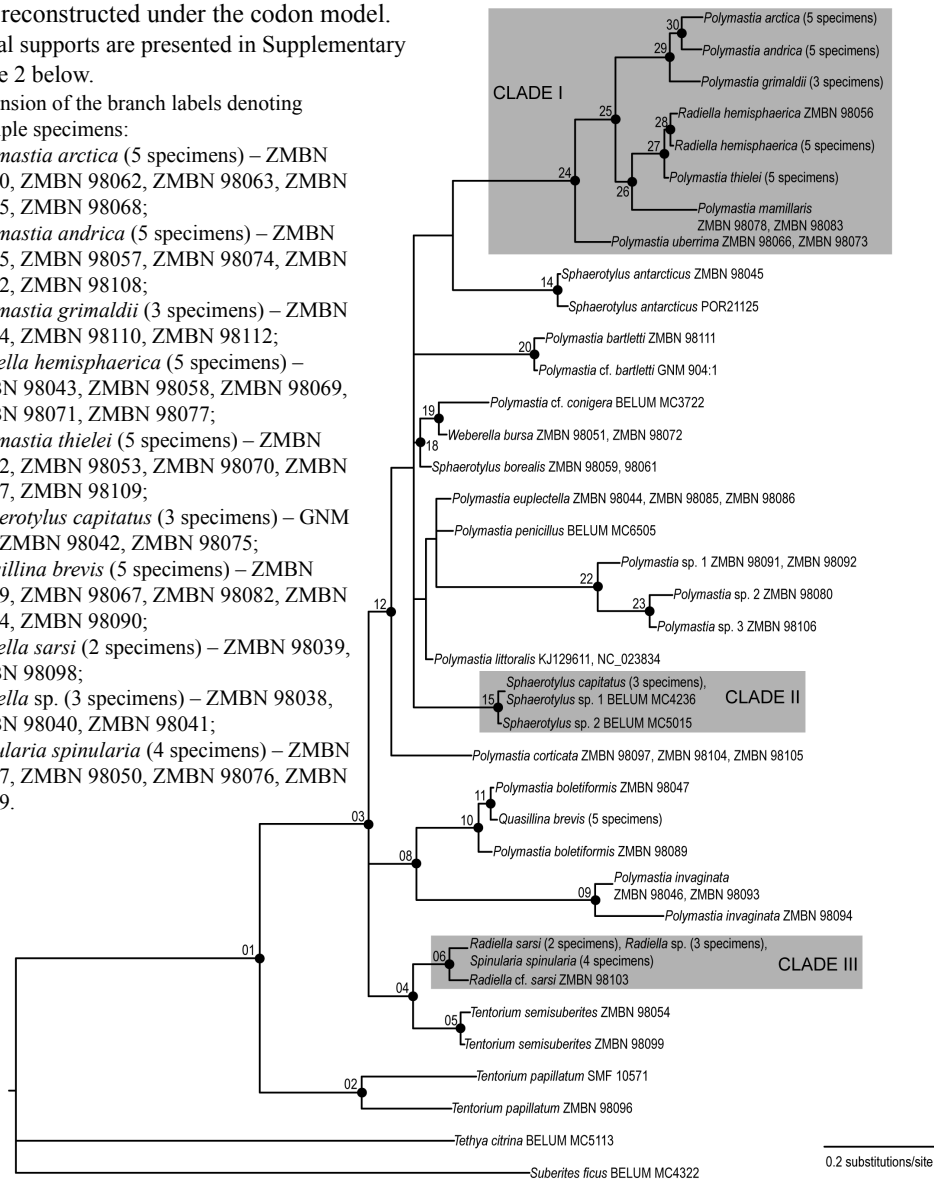 reconstructed under the codon model.
al supports are presented in Supplementary
e 2 below.
nsion of the branch labels denoting
ple specimens:
mastia arctica (5 specimens) – ZMBN
0, ZMBN 98062, ZMBN 98063, ZMBN
5, ZMBN 98068;
mastia andrica (5 specimens) – ZMBN
5, ZMBN 98057, ZMBN 98074, ZMBN
2, ZMBN 98108;
mastia grimaldii (3 specimens) – ZMBN
4, ZMBN 98110, ZMBN 98112;
ella hemisphaerica (5 specimens) –
BN 98043, ZMBN 98058, ZMBN 98069,
BN 98071, ZMBN 98077;
mastia thielei (5 specimens) – ZMBN
2, ZMBN 98053, ZMBN 98070, ZMBN
7, ZMBN 98109;
erotylus capitatus (3 specimens) – GNM
ZMBN 98042, ZMBN 98075;
sillina brevis (5 specimens) – ZMBN
9, ZMBN 98067, ZMBN 98082, ZMBN
4, ZMBN 98090;
ella sarsi (2 specimens) – ZMBN 98039,
BN 98098;
ella sp. (3 specimens) – ZMBN 98038,
BN 98040, ZMBN 98041;
ularia spinularia (4 specimens) – ZMBN
7, ZMBN 98050, ZMBN 98076, ZMBN
9.
CLADE I
30
Polymastia arctica (5 specimens)
29
Polymastia andrica (5 specimens)
Polymastia grimaldii (3 specimens)
25
28
Radiella hemisphaerica ZMBN 98056
27
Radiella hemisphaerica (5 specimens)
24
26
Polymastia thielei (5 specimens)
Polymastia mamillaris
ZMBN 98078, ZMBN 98083
Polymastia uberrima ZMBN 98066, ZMBN 98073
14
Sphaerotylus antarcticus ZMBN 98045
Sphaerotylus antarcticus POR21125
20
Polymastia bartletti ZMBN 98111
Polymastia cf. bartletti GNM 904:1
19
Polymastia cf. conigera BELUM MC3722
18
Weberella bursa ZMBN 98051, ZMBN 98072
Sphaerotylus borealis ZMBN 98059, 98061
Polymastia euplectella ZMBN 98044, ZMBN 98085, ZMBN 98086
Polymastia penicillus BELUM MC6505
22
Polymastia sp. 1 ZMBN 98091, ZMBN 98092
23
Polymastia sp. 2 ZMBN 98080
12
Polymastia sp. 3 ZMBN 98106
Polymastia littoralis KJ129611, NC_023834
15
Sphaerotylus capitatus (3 specimens),
Sphaerotylus sp. 1 BELUM MC4236
CLADE II
Sphaerotylus sp. 2 BELUM MC5015
Polymastia corticata ZMBN 98097, ZMBN 98104, ZMBN 98105
03
11
Polymastia boletiformis ZMBN 98047
10
Quasillina brevis (5 specimens)
08
Polymastia boletiformis ZMBN 98089
09
Polymastia invaginata
ZMBN 98046, ZMBN 98093
Polymastia invaginata ZMBN 98094
01
06
Radiella sarsi (2 specimens), Radiella sp. (3 specimens),
Spinularia spinularia (4 specimens)
CLADE III
Radiella cf. sarsi ZMBN 98103
04
05
Tentorium semisuberites ZMBN 98054
Tentorium semisuberites ZMBN 98099
02
Tentorium papillatum SMF 10571
Tentorium papillatum ZMBN 98096
Tethya citrina BELUM MC5113
Suberites ficus BELUM MC4322
0.2 substitutions/site